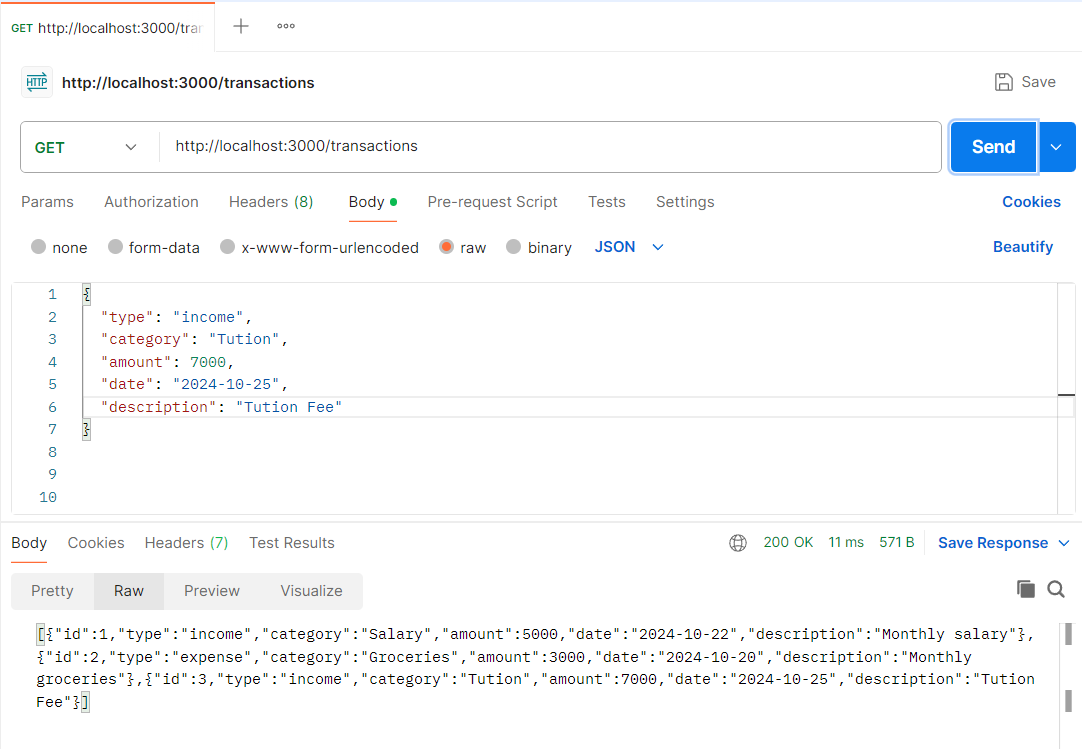 GET http://localhost:3000/tran
HTTP http://localhost:3000/transactions Save
GET http://localhost:3000/transactions Send
Params Authorization Headers (8) Body Pre-request Script Tests Settings Cookies
none form-data x-www-form-urlencoded raw binary JSON Beautify
1 {
2 "type": "income",
3 "category": "Tution",
4 "amount": 7000,
5 "date": "2024-10-25",
6 "description": "Tution Fee"
7 }
8
9
10
Body Cookies Headers (7) Test Results 200 OK 11 ms 571 B Save Response
Pretty Raw Preview Visualize
[{"id":1,"type":"income","category":"Salary","amount":5000,"date":"2024-10-22","description":"Monthly salary"},
{"id":2,"type":"expense","category":"Groceries","amount":3000,"date":"2024-10-20","description":"Monthly
groceries"},{"id":3,"type":"income","category":"Tution","amount":7000,"date":"2024-10-25","description":"Tution
Fee"}]